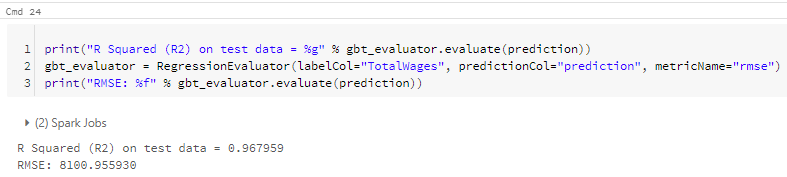 Cmd 24
1 print("R Squared (R2) on test data = %g" % gbt_evaluator.evaluate(prediction))
2 gbt_evaluator = RegressionEvaluator(labelCol="TotalWages", predictionCol="prediction", metricName="rmse")
3 print("RMSE: %f" % gbt_evaluator.evaluate(prediction))
(2) Spark Jobs
R Squared (R2) on test data = 0.967959
RMSE: 8100.955930